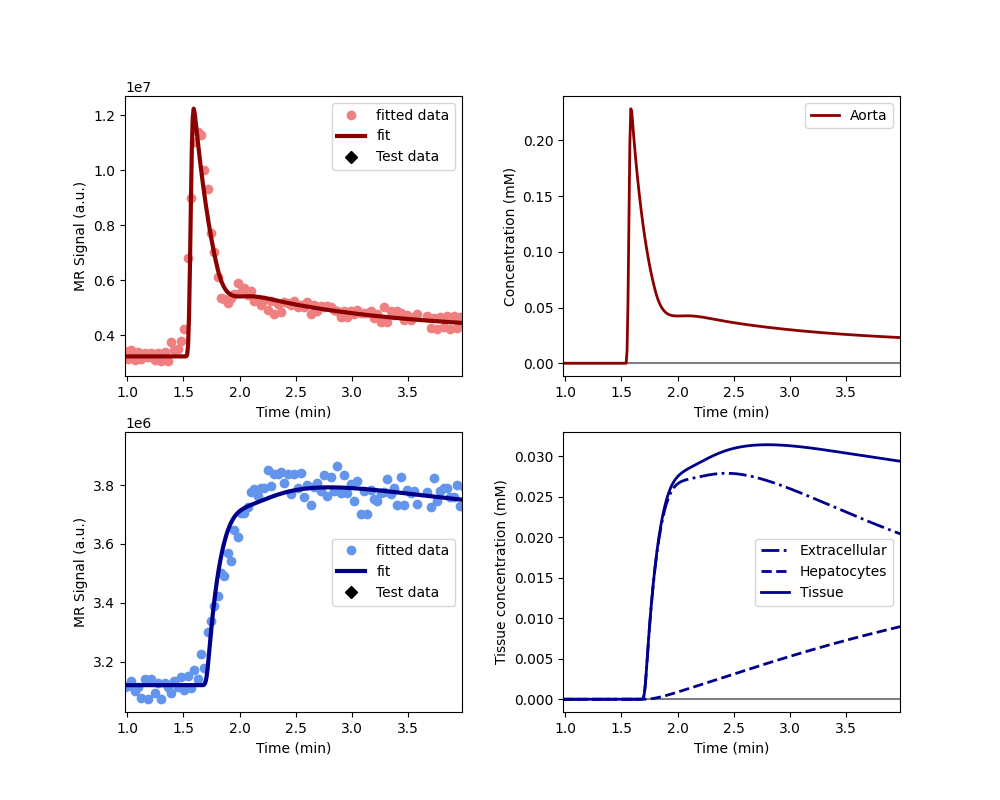 1e7
MR Signal (a.u.)
1.2
1.0
0.8
0.6
0.4
fitted data
fit
Test data
1.0 1.5 2.0 2.5 3.0 3.5
Time (min)
Concentration (mM)
0.20
0.15
0.10
0.05
0.00
Aorta
1.0 1.5 2.0 2.5 3.0 3.5
Time (min)
1e6
MR Signal (a.u.)
3.8
3.6
3.4
3.2
fitted data
fit
Test data
1.0 1.5 2.0 2.5 3.0 3.5
Time (min)
Tissue concentration (mM)
0.030
0.025
0.020
0.015
0.010
0.005
0.000
Extracellular
Hepatocytes
Tissue
1.0 1.5 2.0 2.5 3.0 3.5
Time (min)